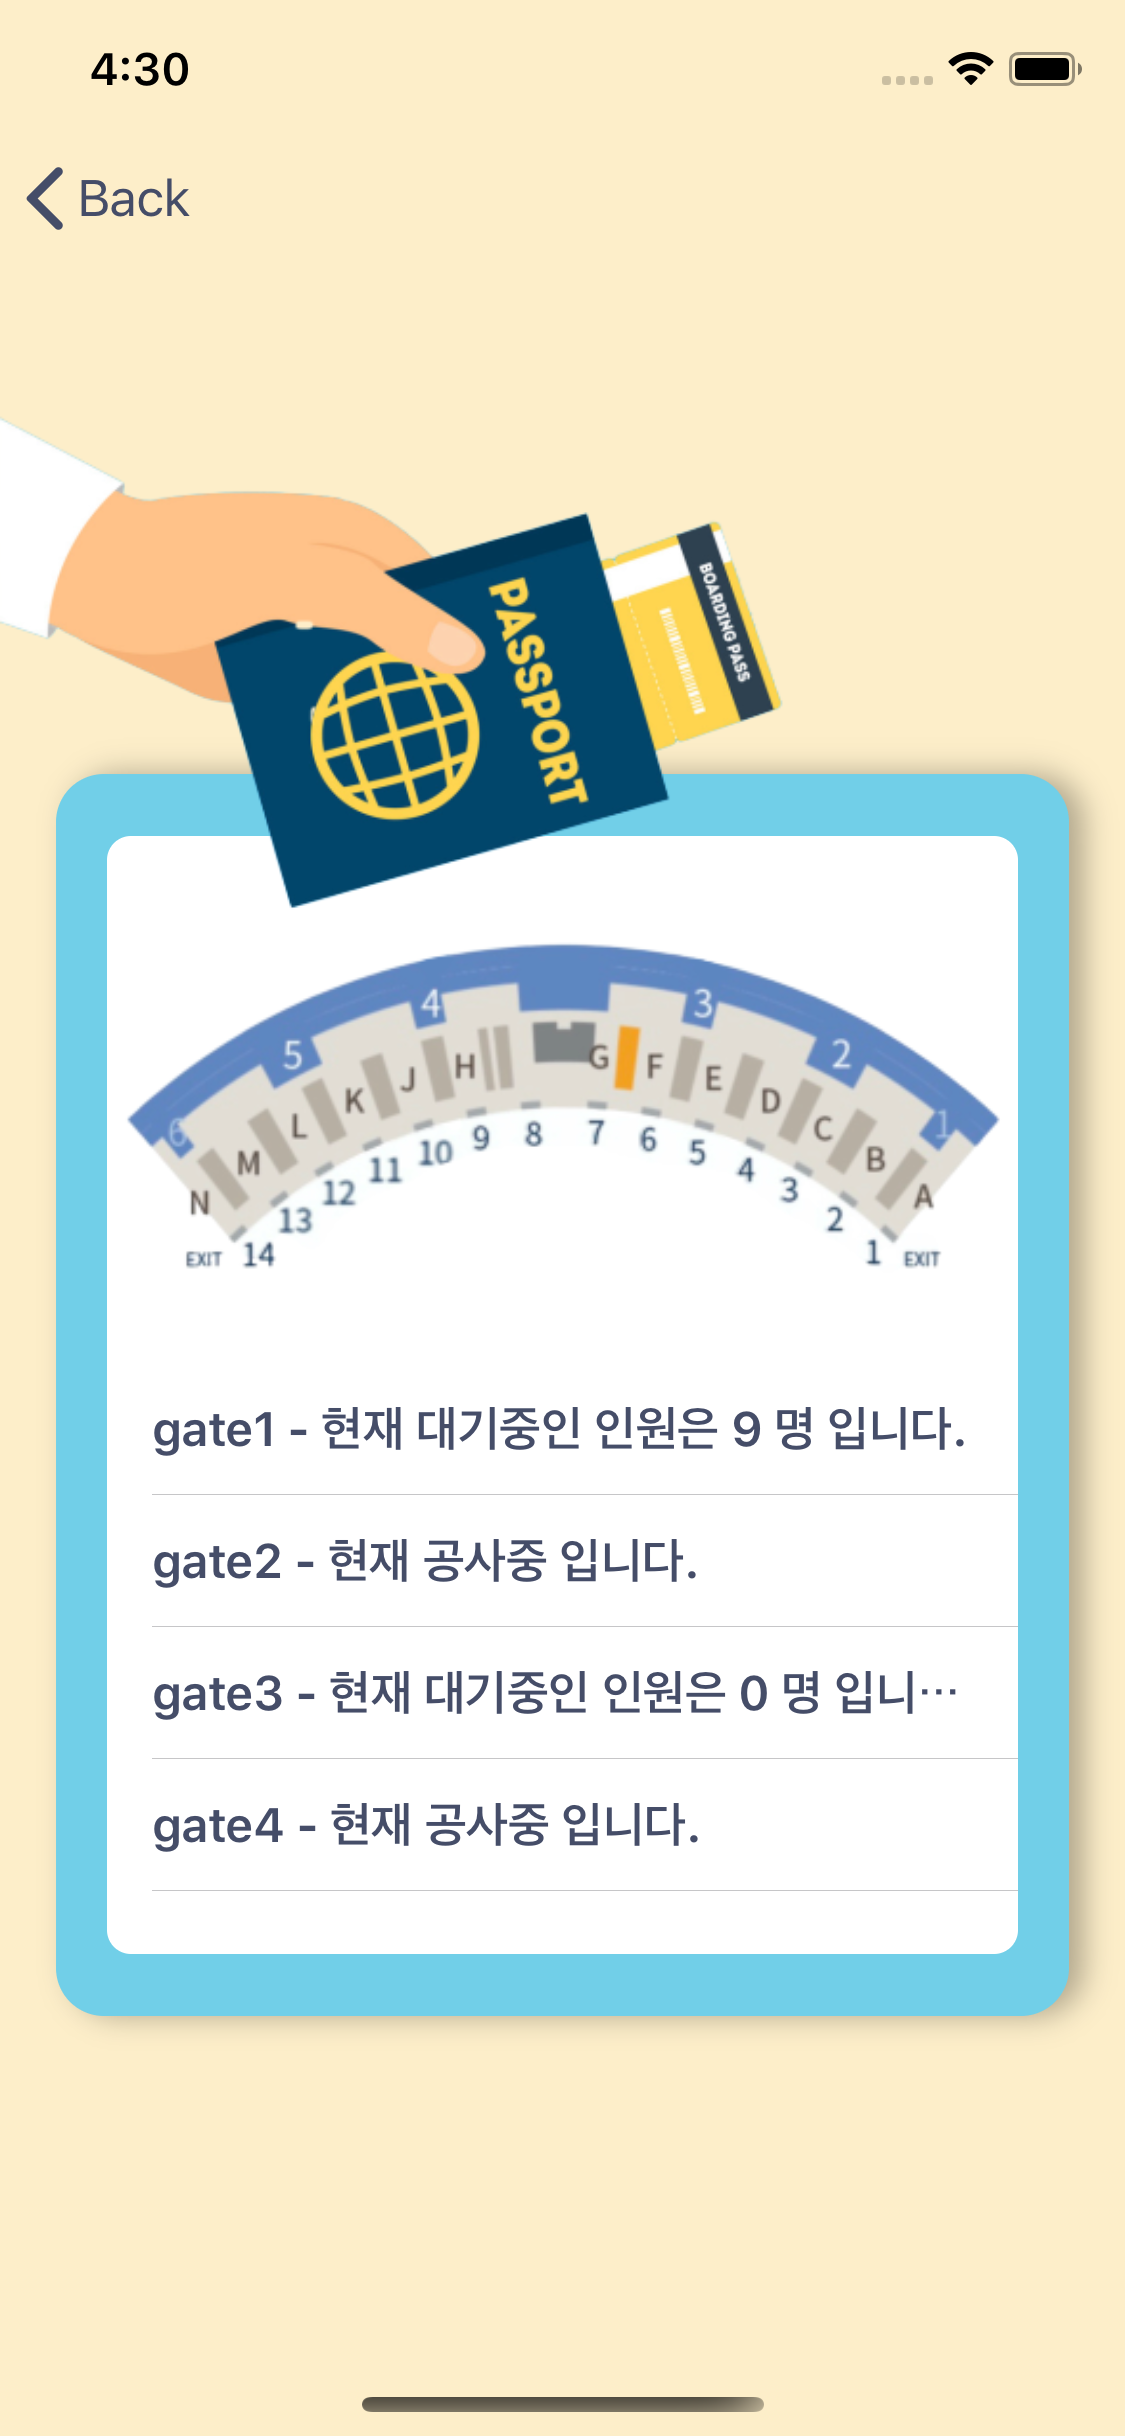 4:30
Back
PASSPORT
BOARDING PASS
4 3
5 2
6 1
H G F
J E
K D
L C
M B
N A
9 8 7 6
10 5
11 4
12 3
13 2
EXIT 14 1 EXIT
gate1 - 현재 대기중인 인원은 9 명 입니다.
gate2 - 현재 공사중 입니다.
gate3 - 현재 대기중인 인원은 0 명 입니…
gate4 - 현재 공사중 입니다.